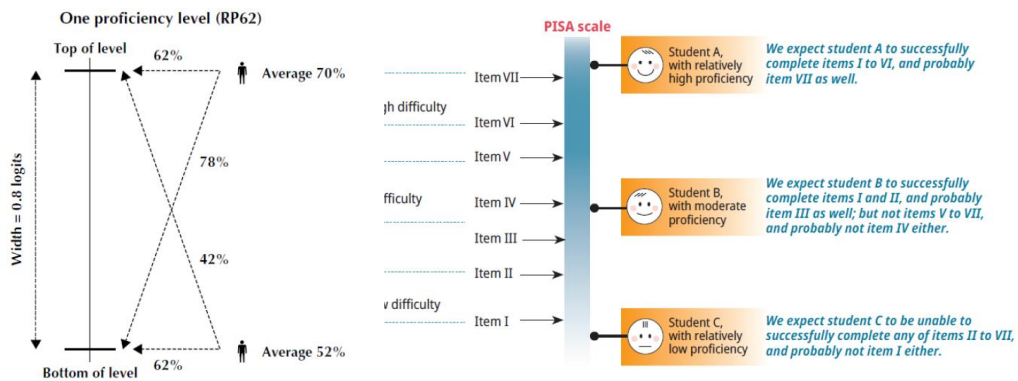 One proficiency level (RP62)
Top of level
62%
Average 70%
Width = 0.8 logits
78%
42%
Average 52%
62%
Bottom of level
PISA scale
Item VII
gh difficulty
Item VI
Item V
fficulty
Item IV
Item III
Item II
w difficulty
Item I
Student A,
with relatively
high proficiency
We expect student A to successfully
complete items I to VI, and probably
item VII as well.
Student B,
with moderate
proficiency
We expect student B to successfully
complete items I and II, and probably
item III as well; but not items V to VII,
and probably not item IV either.
Student C,
with relatively
low proficiency
We expect student C to be unable to
successfully complete any of items II to VII,
and probably not item I either.